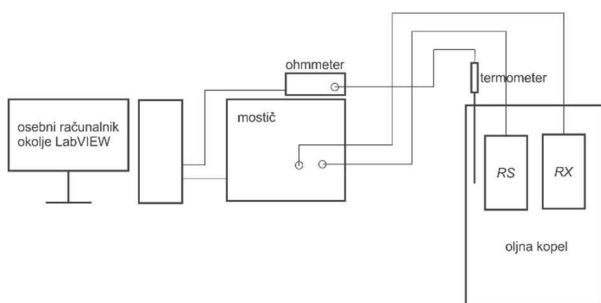 ohmmeter
termometer
osebni računalnik
okolje LabVIEW
mostič
RS
RX
oljna kopel